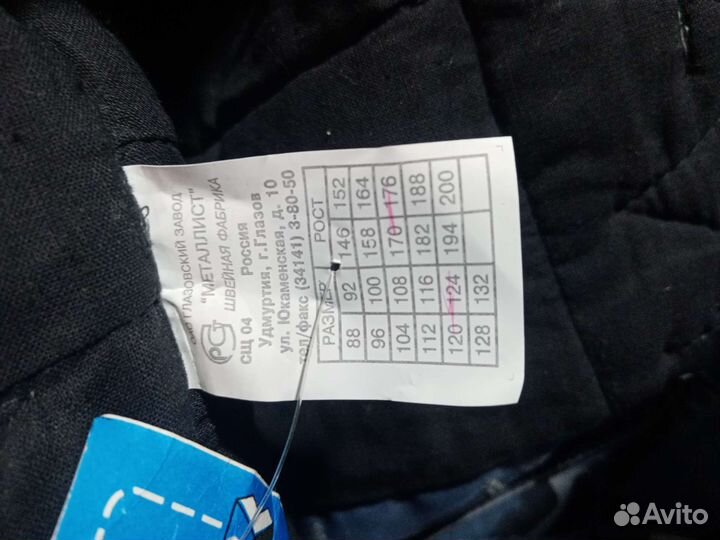 ГЛАЗОВСКИЙ ЗАВОД
"МЕТАЛЛИСТ"
ШВЕЙНАЯ ФАБРИКА
РСТ
СЩ 04 РОССИЯ
Удмуртия, г.Глазов
ул. Юкаменская, д. 10
тел/факс (34141) 3-80-50
РАЗМЕР РОСТ
88 92 146 152
96 100 158 164
104 108 170 176
112 116 182 188
120 124 194 200
128 132
Avito